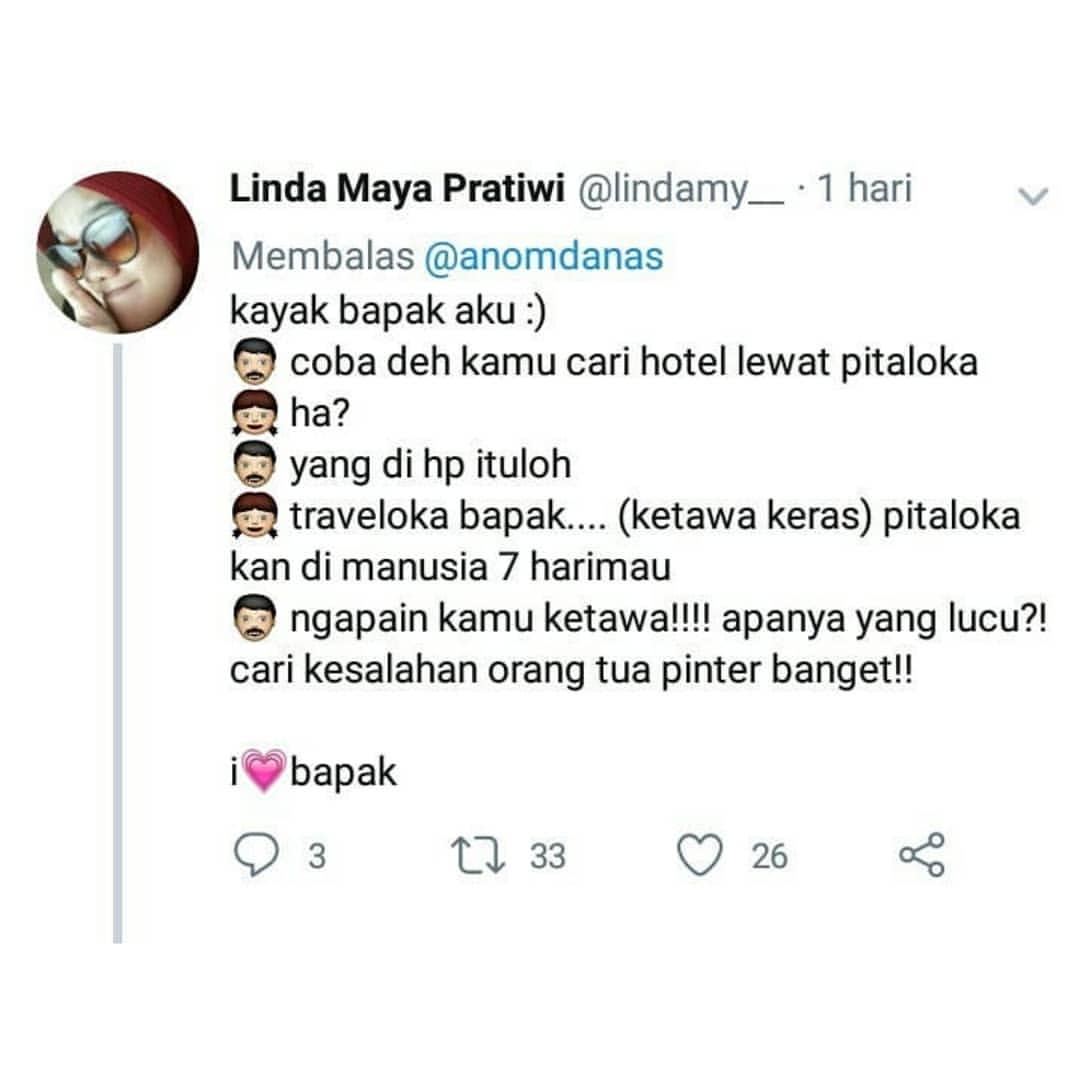 Linda Maya Pratiwi @lindamy__ · 1 hari
Membalas @anomdanas
kayak bapak aku :)
👨 coba deh kamu cari hotel lewat pitaloka
👧 ha?
👨 yang di hp ituloh
👧 traveloka bapak.... (ketawa keras) pitaloka
kan di manusia 7 harimau
👨 ngapain kamu ketawa!!!! apanya yang lucu?!
cari kesalahan orang tua pinter banget!!
i💗bapak
3 33 26